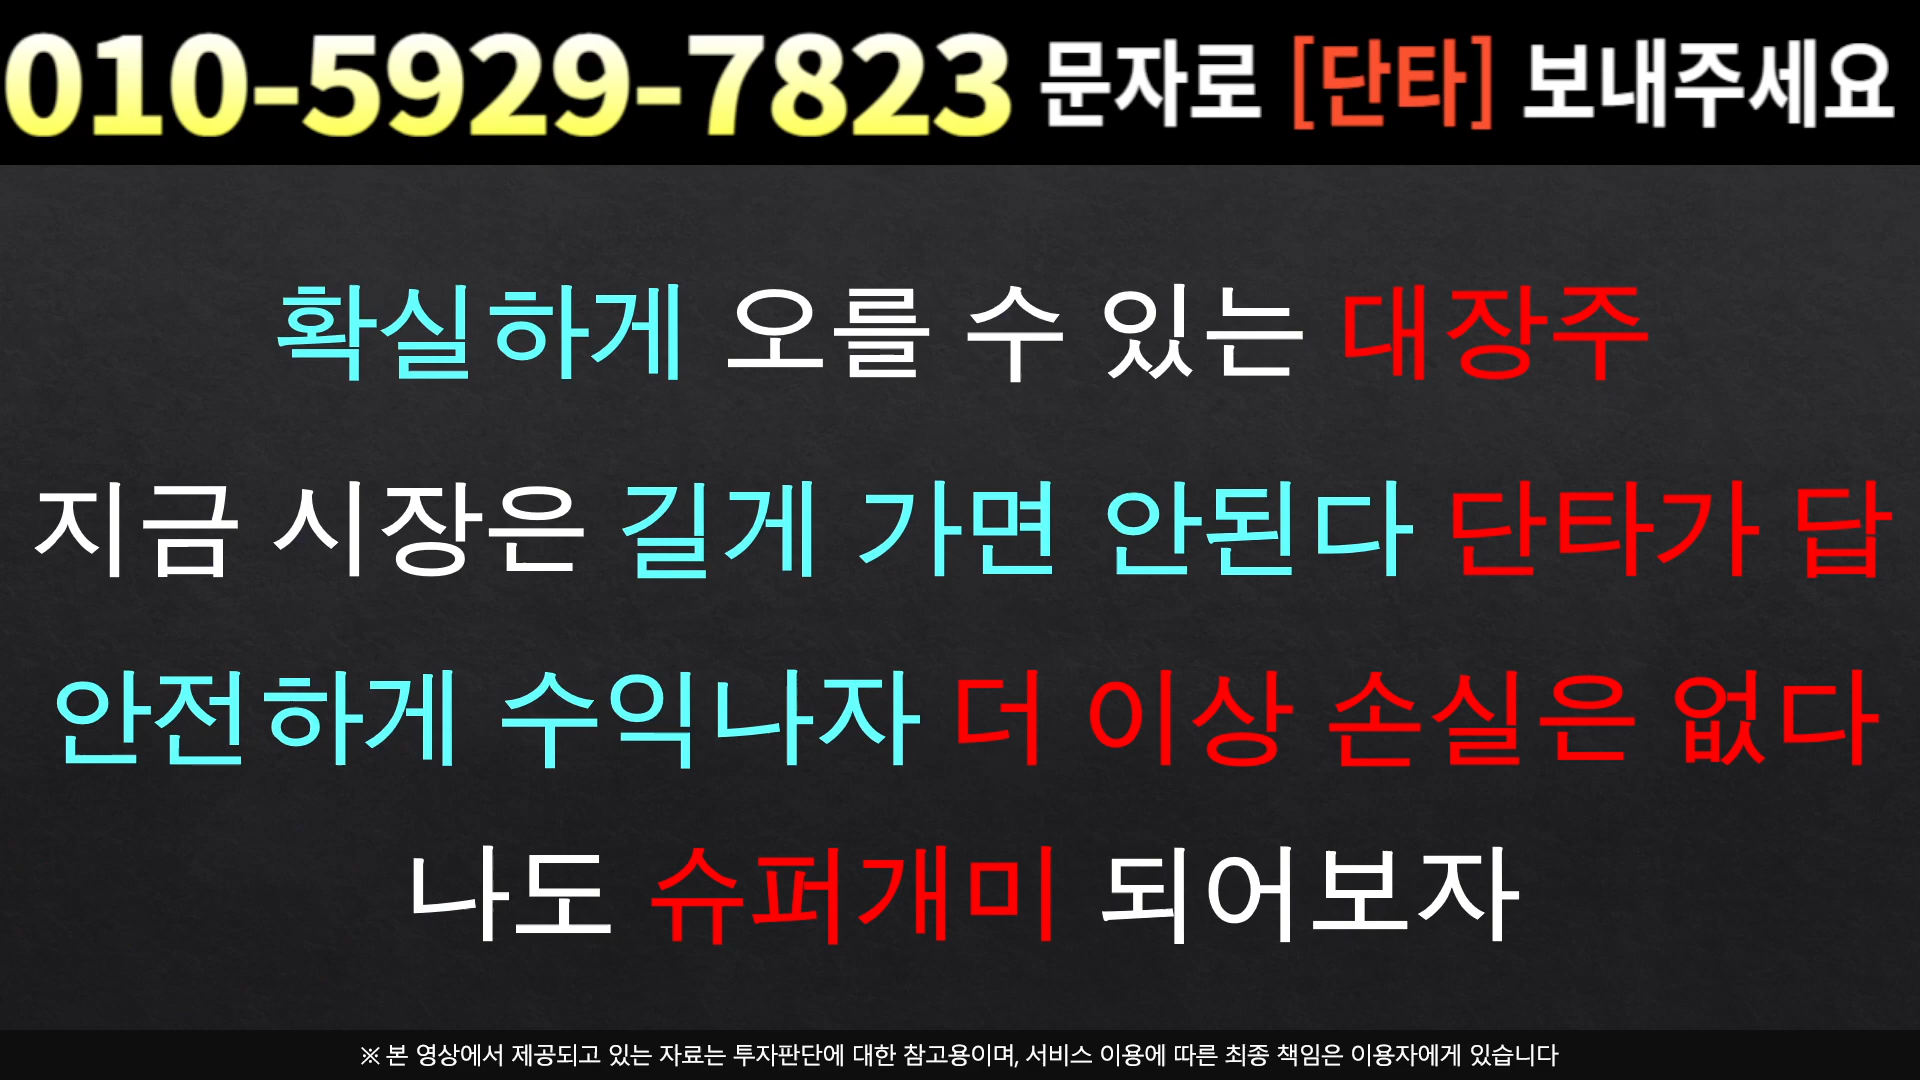 010-5929-7823 문자로 [단타] 보내주세요
확실하게 오를 수 있는 대장주
지금 시장은 길게 가면 안된다 단타가 답
안전하게 수익나자 더 이상 손실은 없다
나도 슈퍼개미 되어보자
※ 본 영상에서 제공되고 있는 자료는 투자판단에 대한 참고용이며, 서비스 이용에 따른 최종 책임은 이용자에게 있습니다